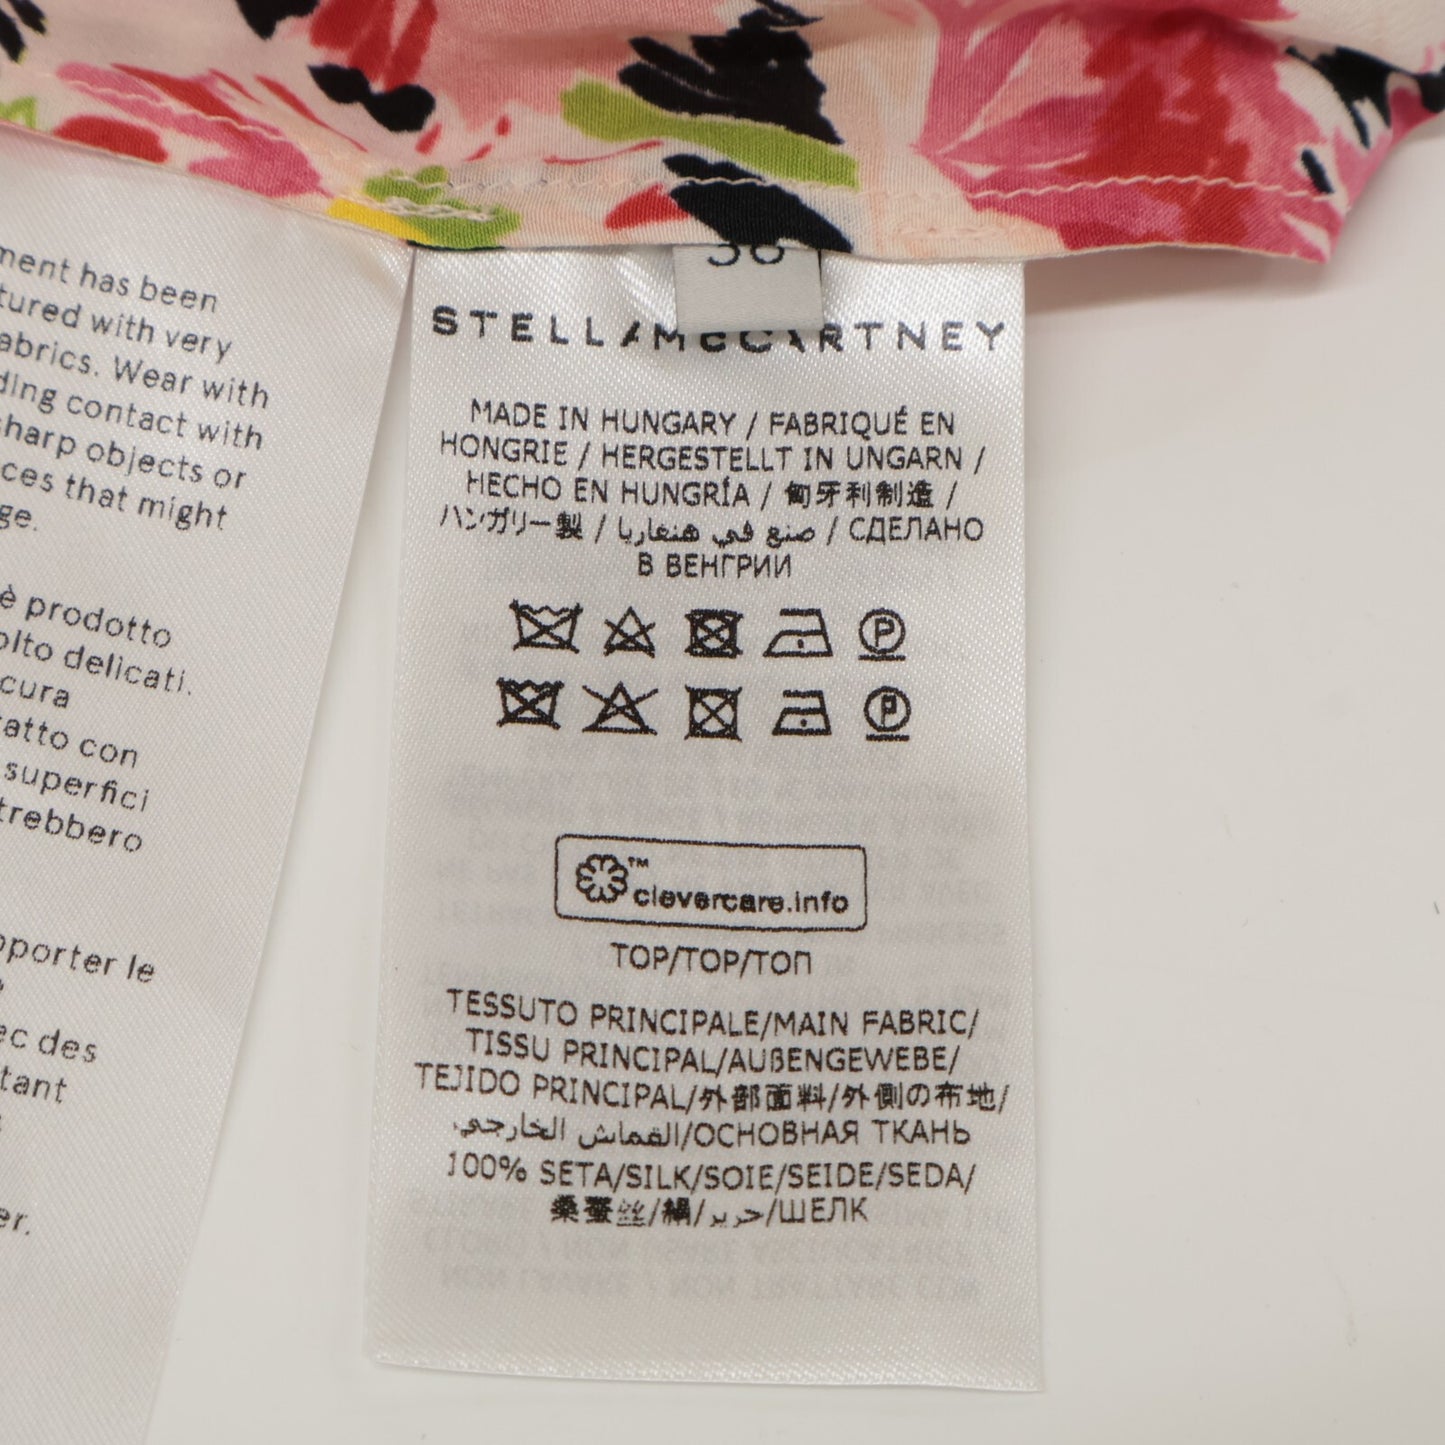 ment has been
tured with very
abrics. Wear with
ding contact with
sharp objects or
ces that might
ge.
è prodotto
olto delicati.
cura
ratto con
superfici
trebbero
pporter le
ec des
tant
er.
36
STELLA McCARTNEY
MADE IN HUNGARY / FABRIQUÉ EN
HONGRIE / HERGESTELLT IN UNGARN /
HECHO EN HUNGRÍA / 匈牙利制造 /
ハンガリー製 / صنع في هنغاريا / СДЕЛАНО
В ВЕНГРИИ
P
P
™
clevercare.info
TOP/TOP/ТОП
TESSUTO PRINCIPALE/MAIN FABRIC/
TISSU PRINCIPAL/AUßENGEWEBE/
TEJIDO PRINCIPAL/外部面料/外側の布地/
القماش الخارجي/ОСНОВНАЯ ТКАНЬ
100% SETA/SILK/SOIE/SEIDE/SEDA/
桑蚕丝/絹/حرير/ШЕЛК